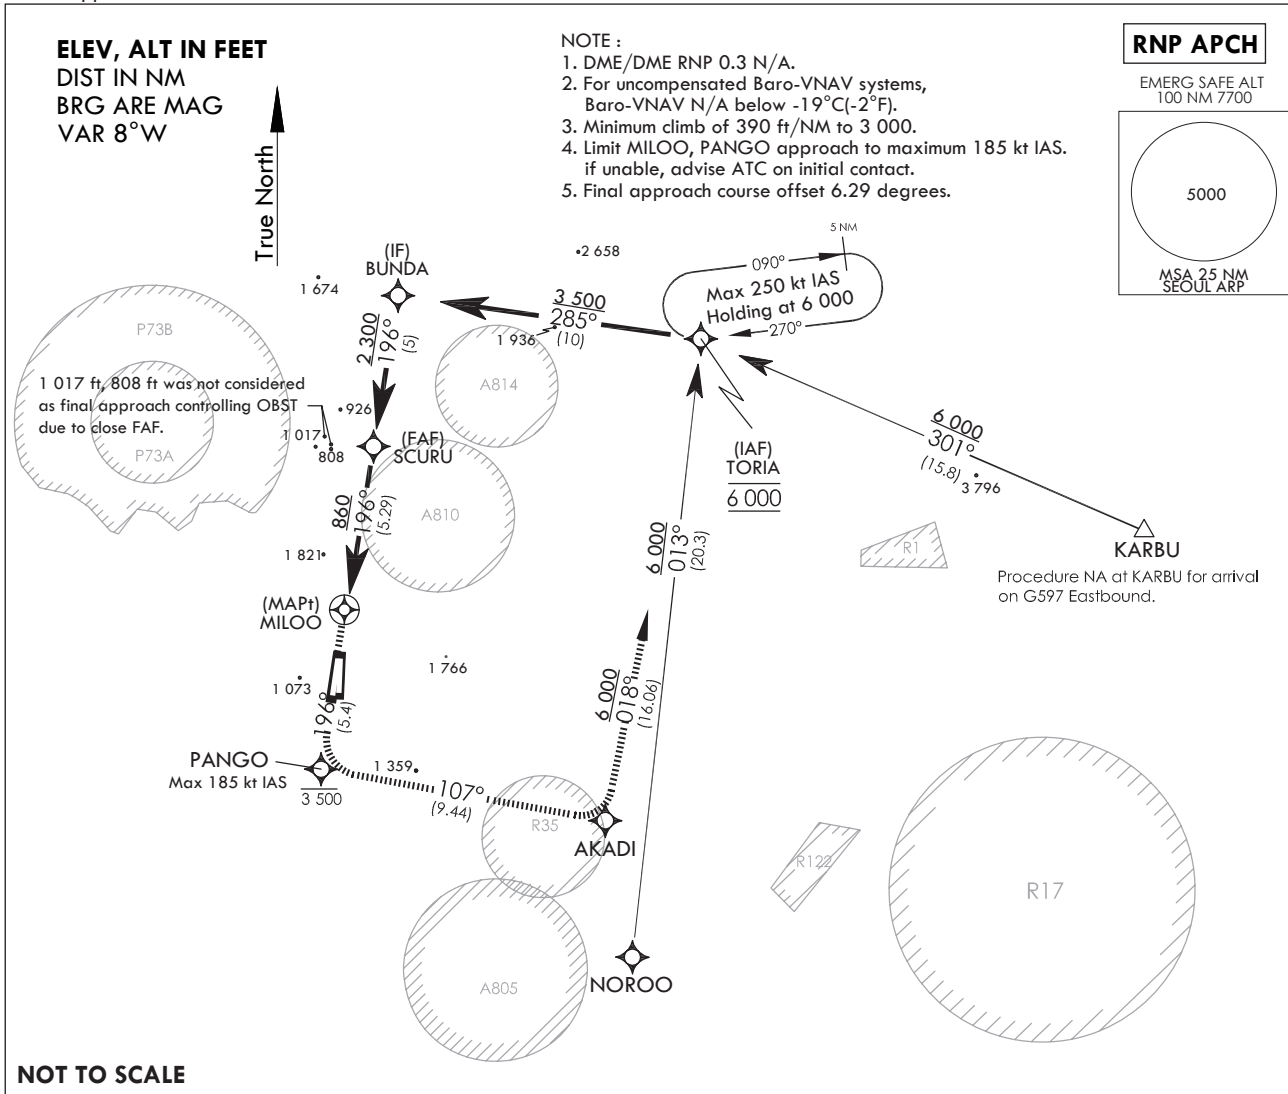 ELEV, ALT IN FEET
DIST IN NM
BRG ARE MAG
VAR 8°W
True North
NOTE :
1. DME/DME RNP 0.3 N/A.
2. For uncompensated Baro-VNAV systems,
Baro-VNAV N/A below -19°C(-2°F).
3. Minimum climb of 390 ft/NM to 3 000.
4. Limit MILOO, PANGO approach to maximum 185 kt IAS.
if unable, advise ATC on initial contact.
5. Final approach course offset 6.29 degrees.
RNP APCH
EMERG SAFE ALT
100 NM 7700
5000
MSA 25 NM
SEOUL ARP
5 NM
090°
Max 250 kt IAS
Holding at 6 000
270°
2 658
(IF)
BUNDA
1 674
3 500
285°
(10)
1 936
2 300
196°
(5)
P73B
P73A
1 017 ft, 808 ft was not considered
as final approach controlling OBST
due to close FAF.
926
1 017
808
A814
(FAF)
SCURU
(IAF)
TORIA
6 000
6 000
301°
(15.8)
3 796
KARBU
Procedure NA at KARBU for arrival
on G597 Eastbound.
R1
860
196°
(5.29)
A810
6 000
013°
(20.3)
1 821
(MAPt)
MILOO
1 766
1 073
196°
(5.4)
6 000
018°
(16.06)
PANGO
Max 185 kt IAS
3 500
1 359
107°
(9.44)
R35
AKADI
R122
R17
A805
NOROO
NOT TO SCALE